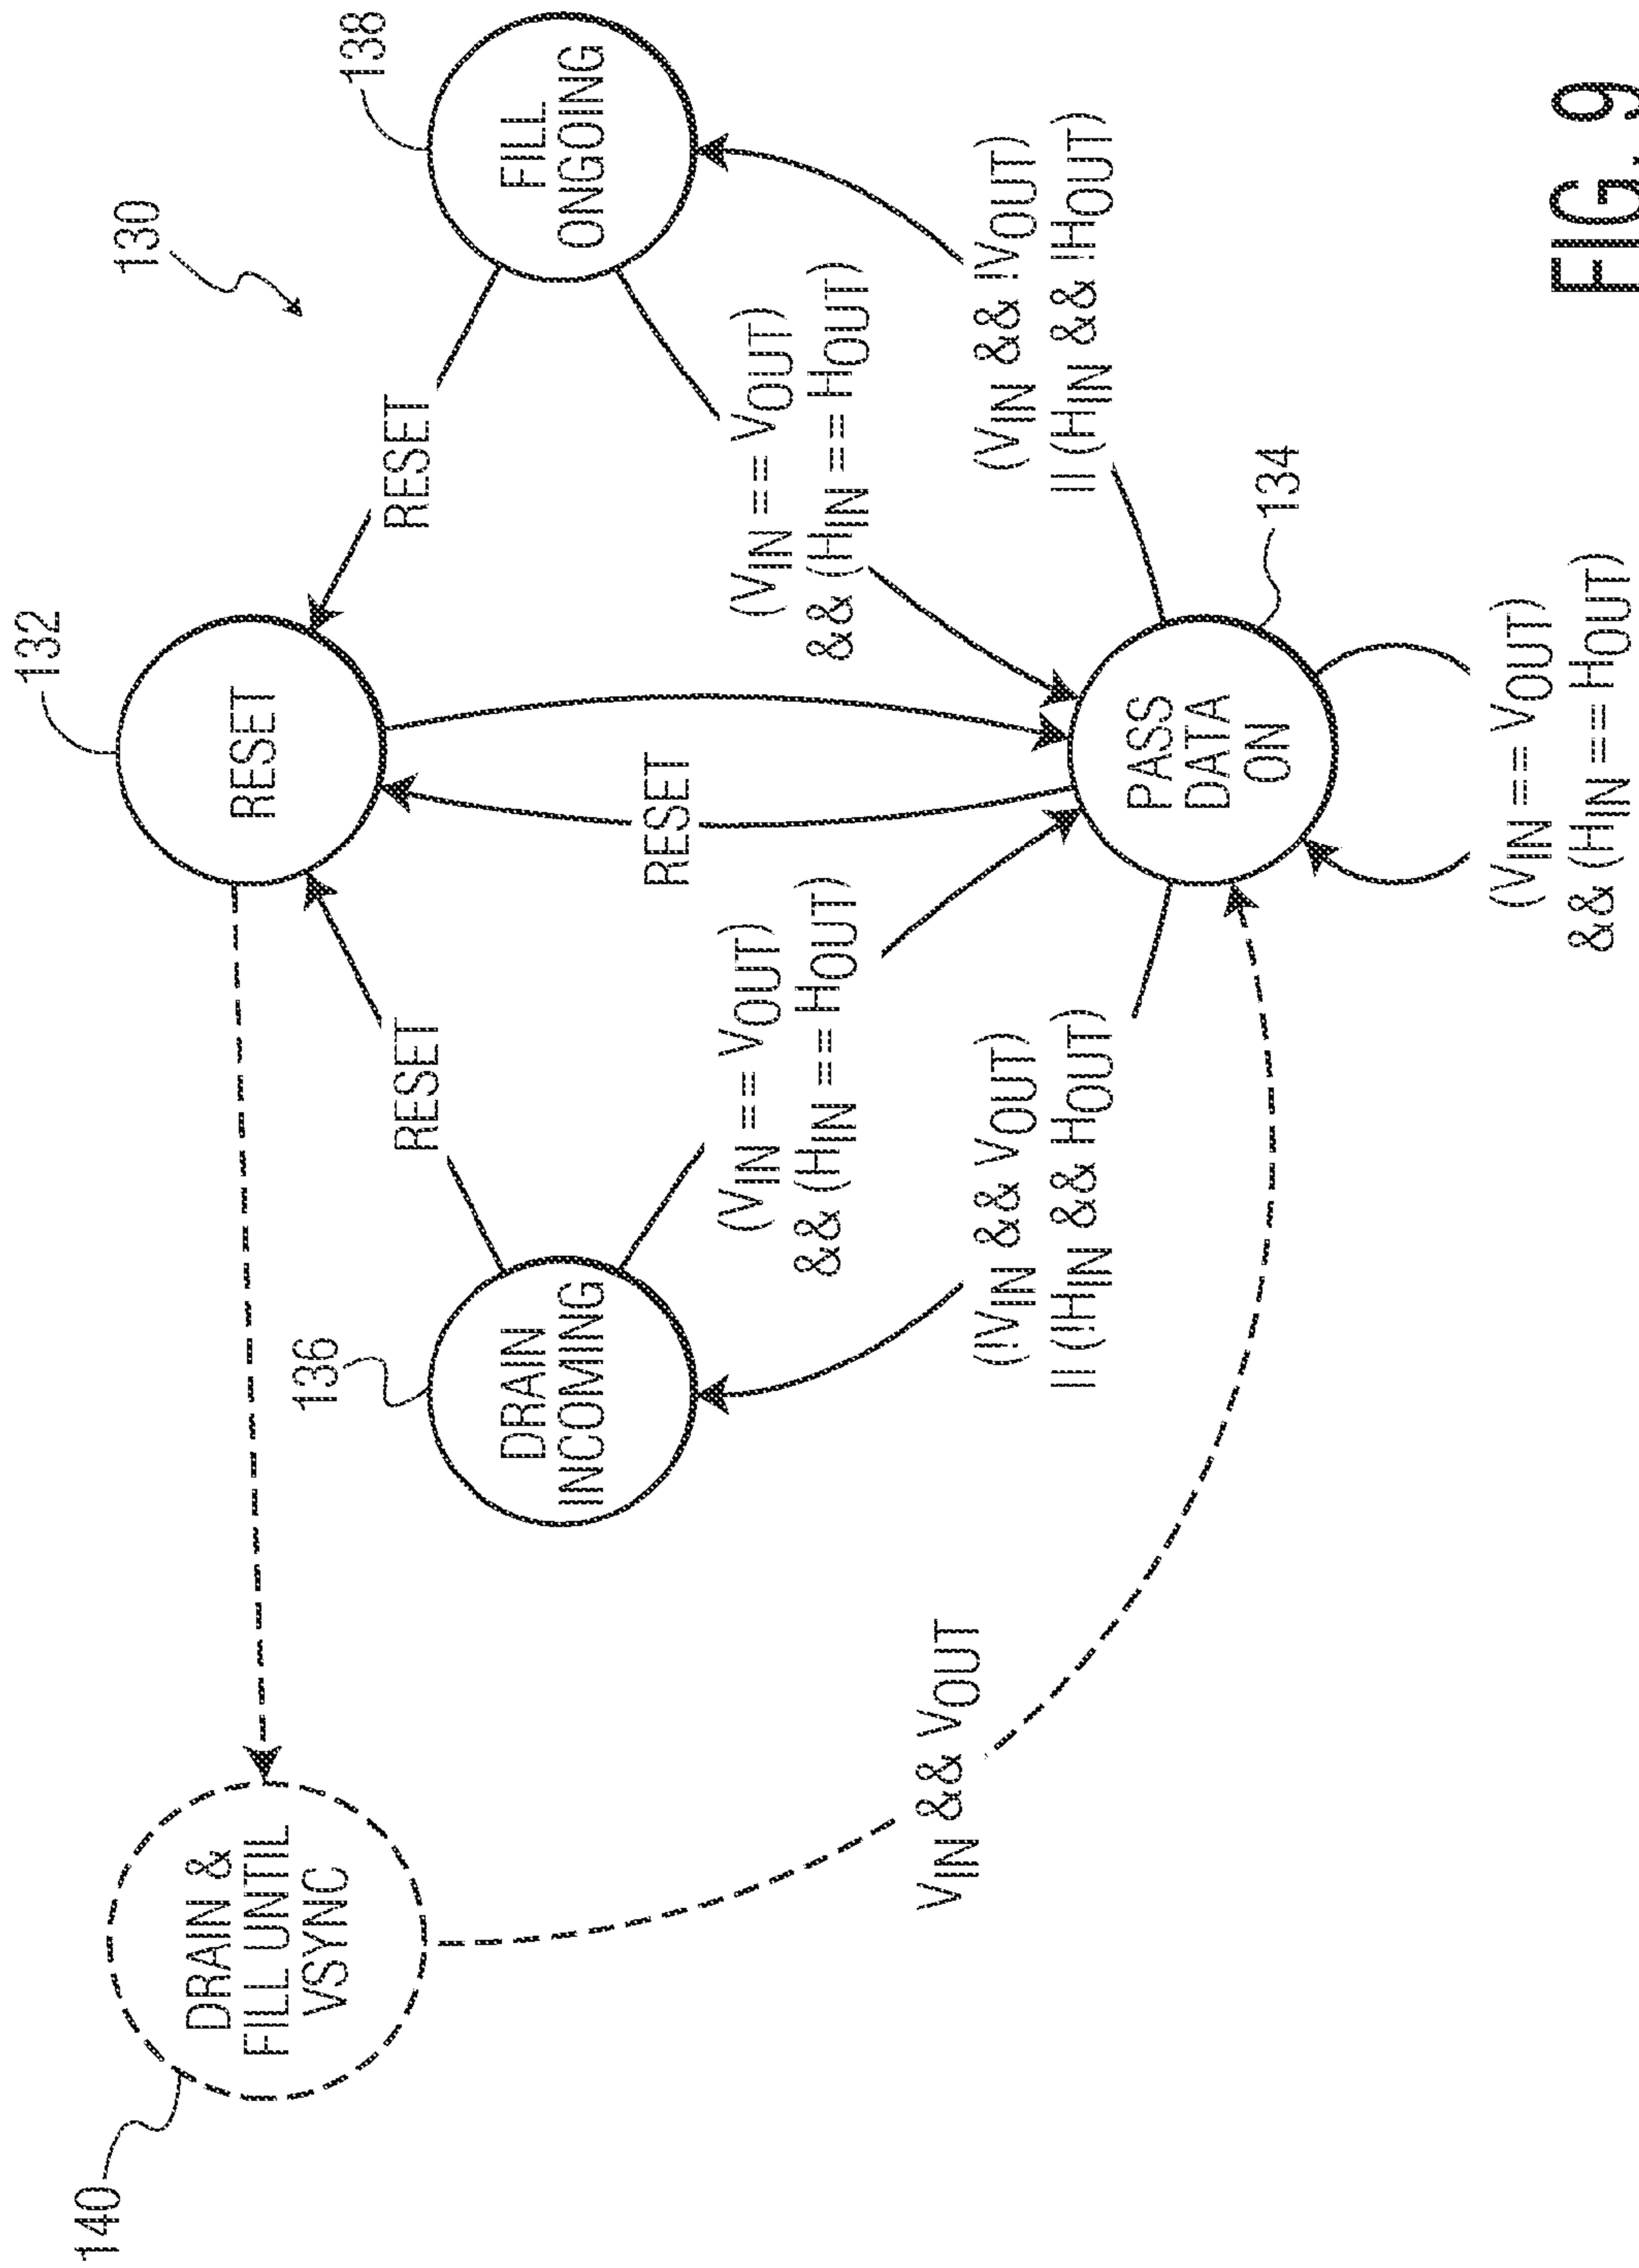 140
DRAIN &
FILL UNTIL
VSYNC
132
RESET
130
136
DRAIN
INCOMING
138
FILL
ONGOING
RESET
RESET
RESET
(VIN == VOUT)
&& (HIN == HOUT)
(VIN == VOUT)
&& (HIN == HOUT)
VIN && VOUT
(!VIN && VOUT)
|| (!HIN && HOUT)
(VIN && !VOUT)
|| (HIN && !HOUT)
PASS
DATA
ON
134
(VIN == VOUT)
&& (HIN == HOUT)
FIG. 9